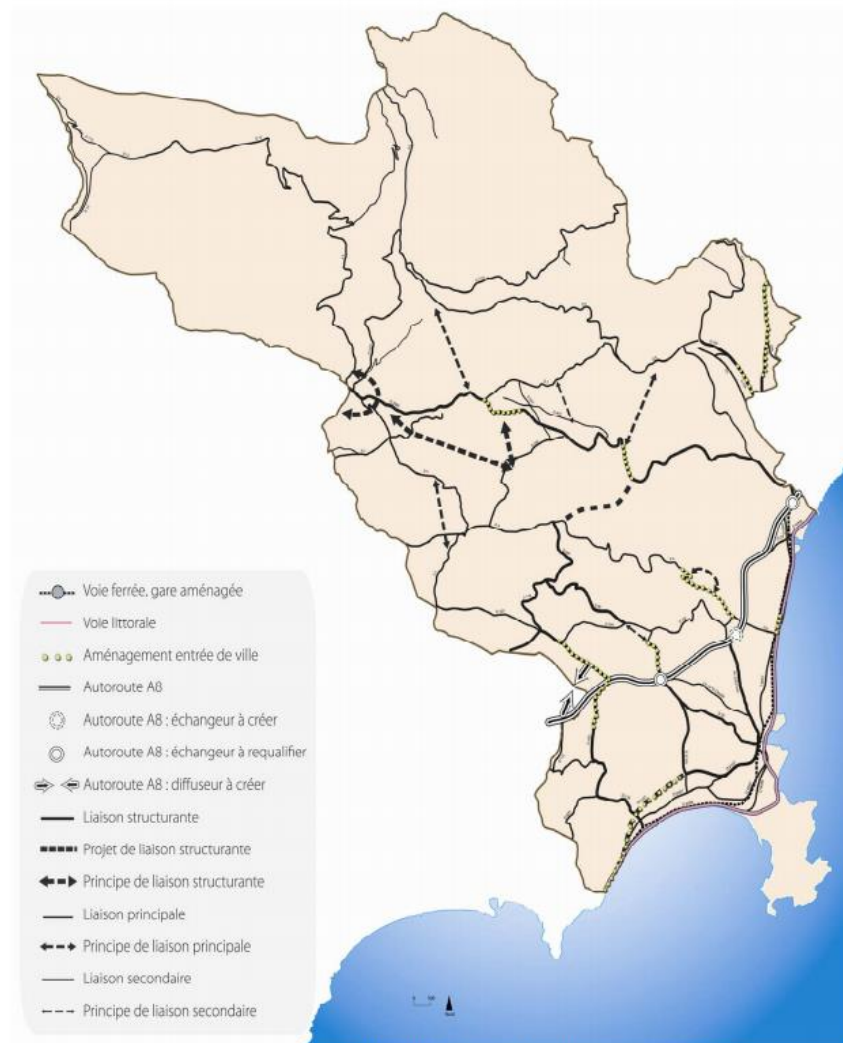 Voie ferrée, gare aménagée
Voie littorale
Aménagement entrée de ville
Autoroute A8
Autoroute A8 : échangeur à créer
Autoroute A8 : échangeur à requalifier
Autoroute A8 : diffuseur à créer
Liaison structurante
Projet de liaison structurante
Principe de liaison structurante
Liaison principale
Principe de liaison principale
Liaison secondaire
Principe de liaison secondaire